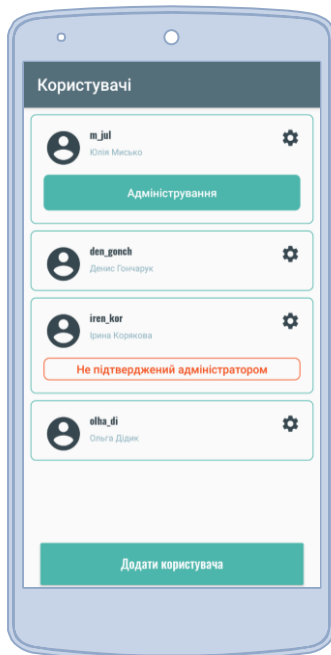 Користувачі
m_jul
Юлія Мисько
Адміністрування
den_gonch
Денис Гончарук
iren_kor
Ірина Корякова
Не підтверджений адміністратором
olha_di
Ольга Дідик
Додати користувача